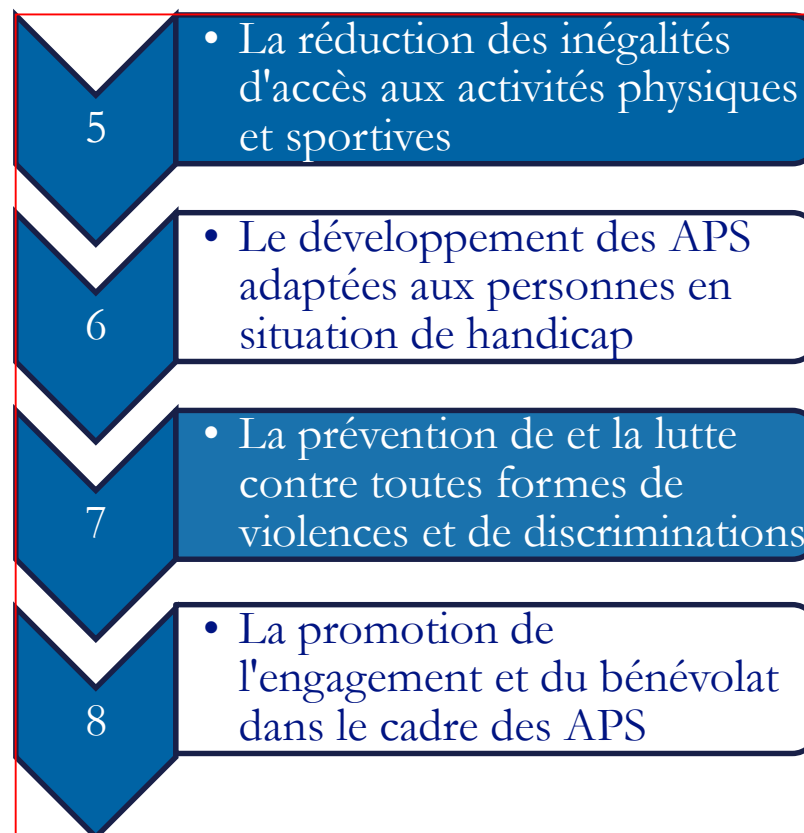 5
• La réduction des inégalités
d'accès aux activités physiques
et sportives
6
• Le développement des APS
adaptées aux personnes en
situation de handicap
7
• La prévention de et la lutte
contre toutes formes de
violences et de discriminations
8
• La promotion de
l'engagement et du bénévolat
dans le cadre des APS